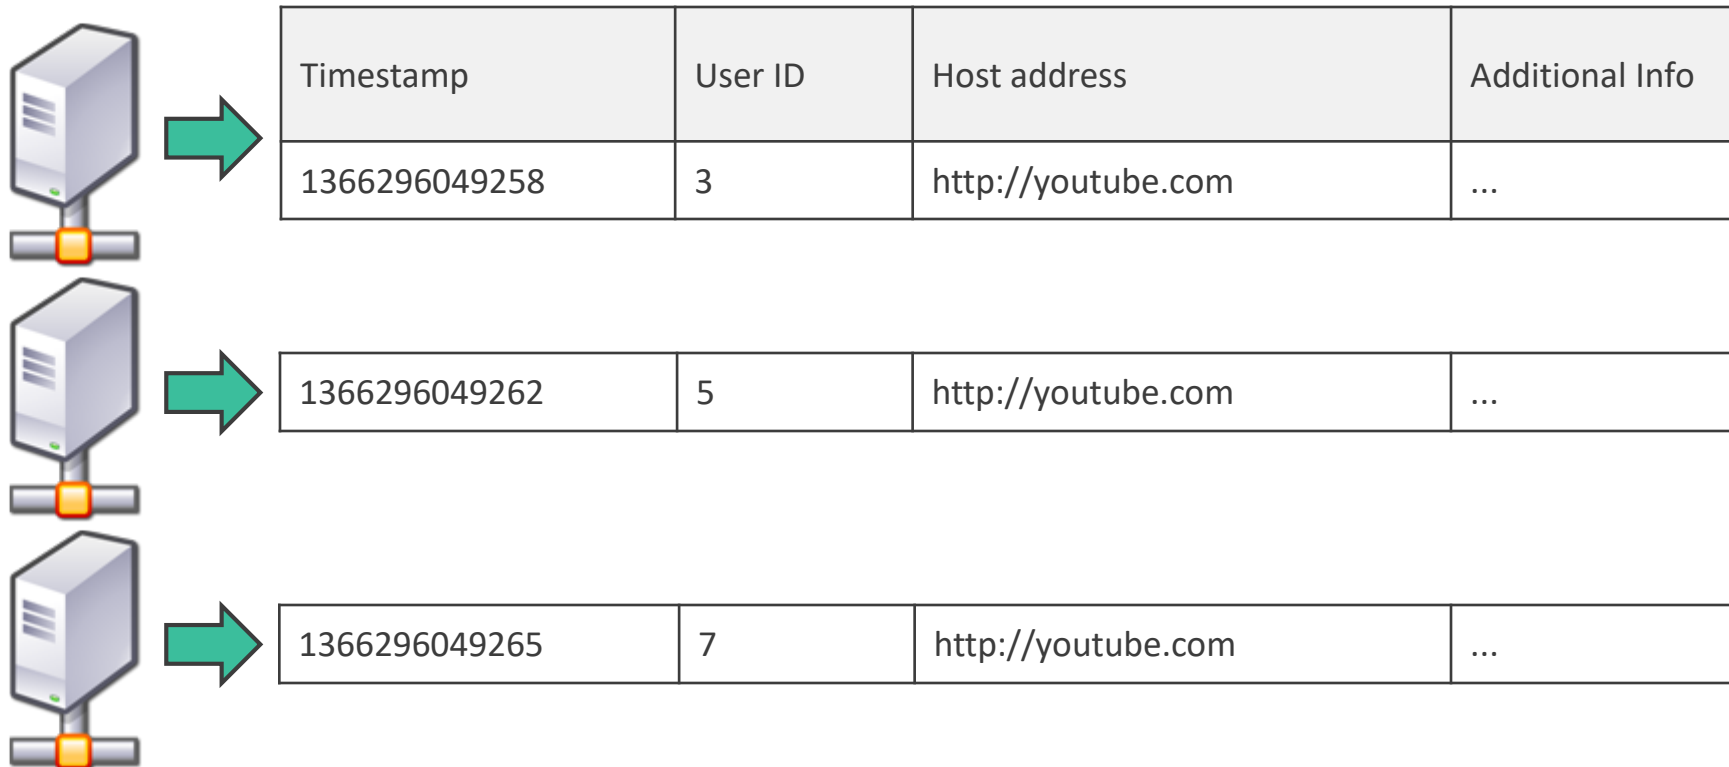 Timestamp User ID Host address Additional Info
1366296049258 3 http://youtube.com ...
1366296049262 5 http://youtube.com ...
1366296049265 7 http://youtube.com ...